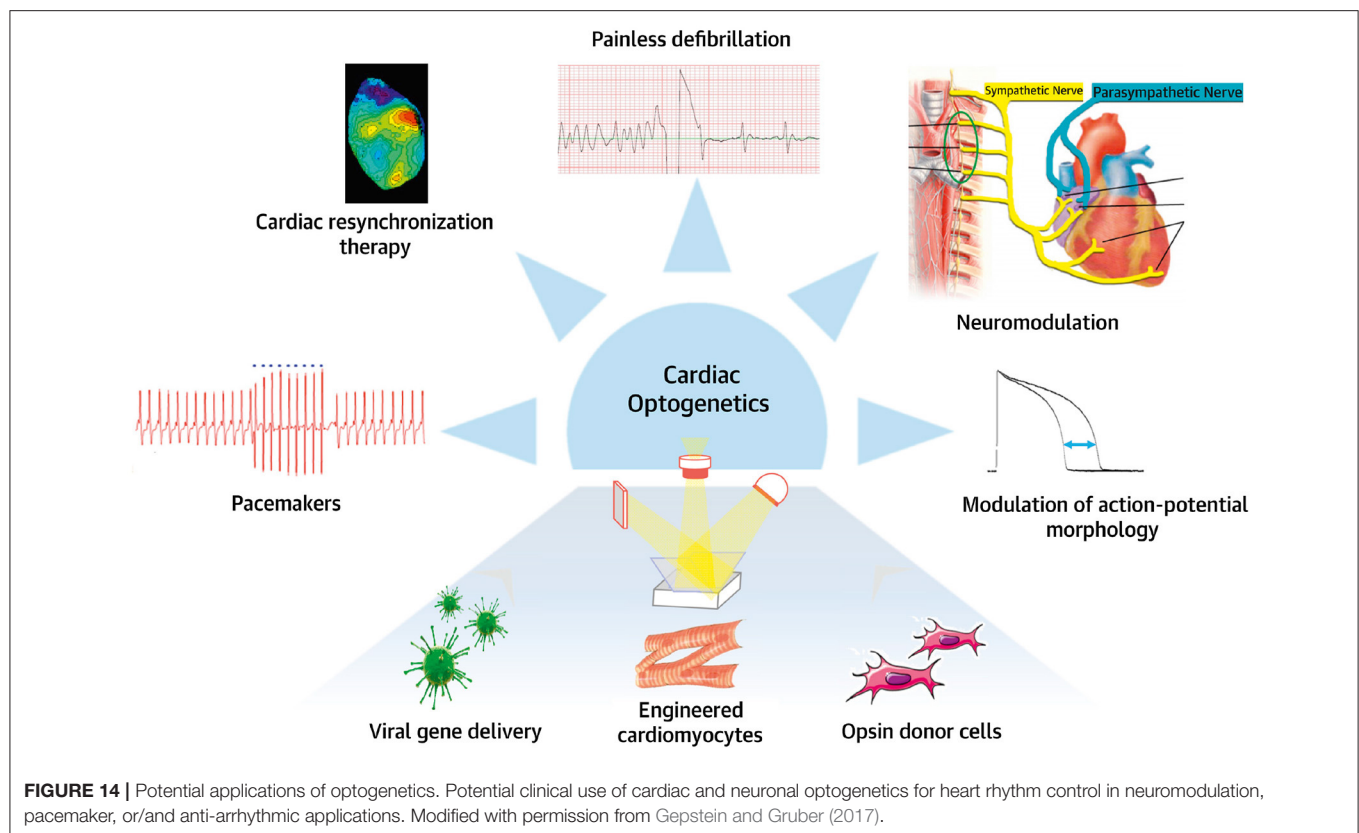 Painless defibrillation
Sympathetic Nerve
Parasympathetic Nerve
Cardiac resynchronization
therapy
Neuromodulation
Cardiac
Optogenetics
Pacemakers
Modulation of action-potential
morphology
Viral gene delivery
Engineered
cardiomyocytes
Opsin donor cells
FIGURE 14 | Potential applications of optogenetics. Potential clinical use of cardiac and neuronal optogenetics for heart rhythm control in neuromodulation,
pacemaker, or/and anti-arrhythmic applications. Modified with permission from Gepstein and Gruber (2017).